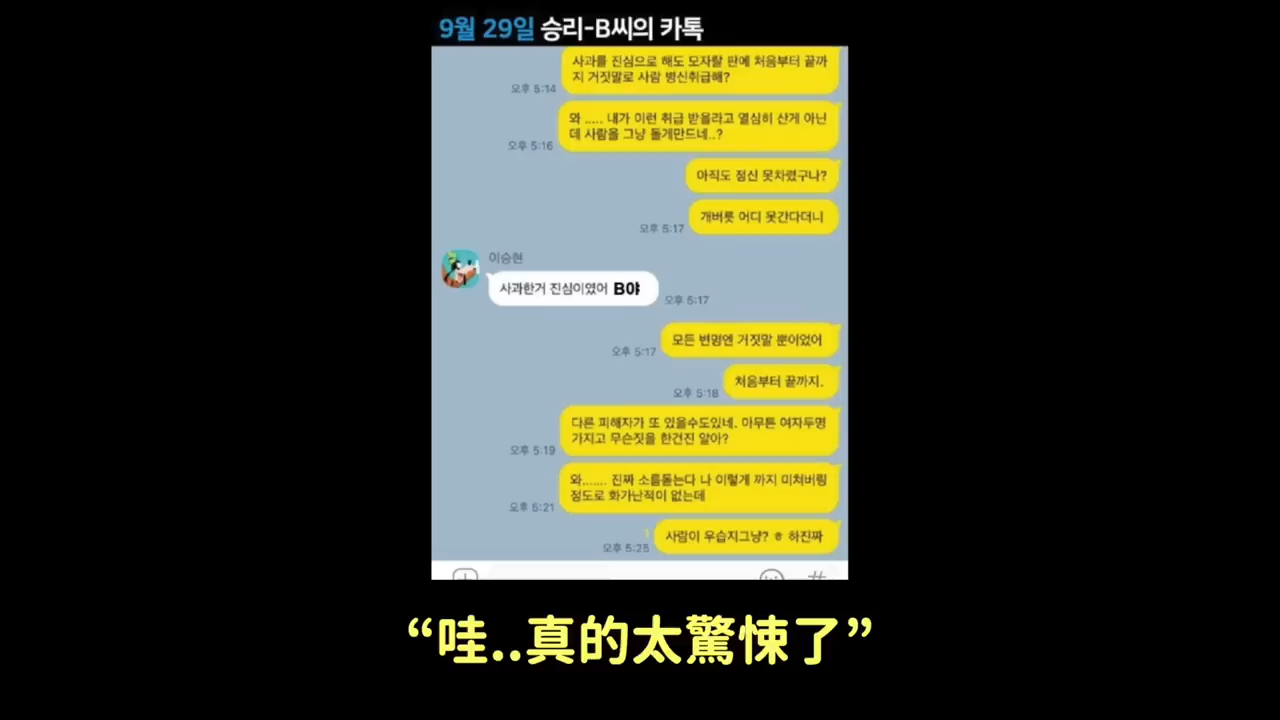 9월 29일 승리-B씨의 카톡
사과를 진심으로 해도 모자랄 판에 처음부터 끝까
지 거짓말로 사람 병신취급해?
오후 5:14
와 ..... 내가 이런 취급 받을라고 열심히 산게 아닌
데 사람을 그냥 돌게만드네..?
오후 5:16
아직도 정신 못차렸구나?
개버릇 어디 못간다더니
오후 5:17
이승현
사과한거 진심이였어 B야
오후 5:17
모든 변명엔 거짓말 뿐이었어
오후 5:17
처음부터 끝까지.
오후 5:18
다른 피해자가 또 있을수도있네. 아무튼 여자두명
가지고 무슨짓을 한건진 알아?
오후 5:19
와....... 진짜 소름돋는다 나 이렇게 까지 미쳐버링
정도로 화가난적이 없는데
오후 5:21
사람이 우습지그냥? ㅎ 하진짜
1
오후 5:25
“哇..真的太驚悚了”